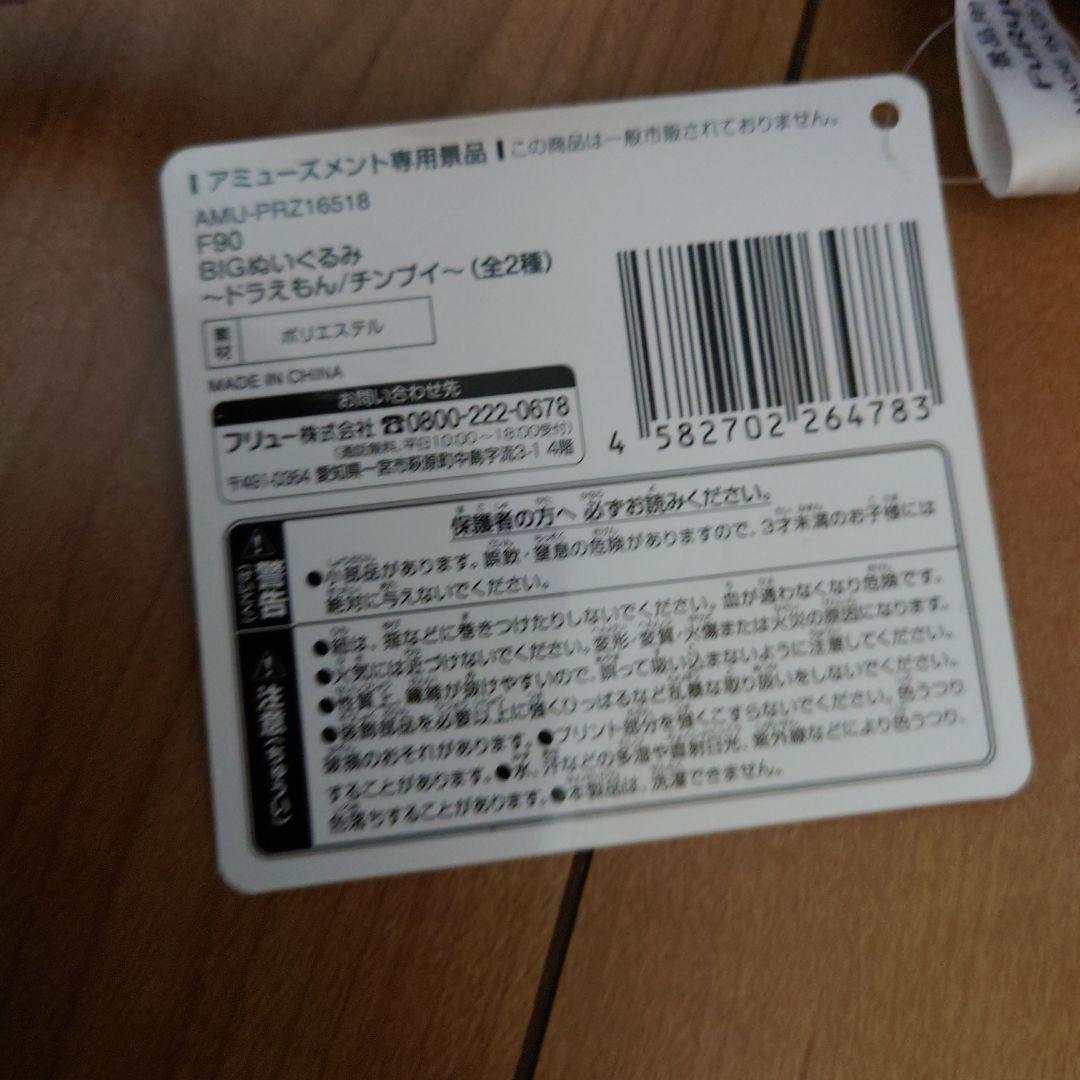 アミューズメント専用景品 この商品は一般市販されておりません。
AMU-PRZ16518
F90
BIGぬいぐるみ
～ドラえもん/チンプイ～(全2種)
素材 ポリエステル
MADE IN CHINA
お問い合わせ先
フリュー株式会社 ☎0800-222-0678
(通話無料、平日10:00～18:00受付)
〒491-0354 愛知県一宮市萩原町中島字流3-1 4階
4 582702 264783
保護者の方へ 必ずお読みください。
警告
●小部品があります。誤飲・窒息の危険がありますので、3才未満のお子様には
絶対に与えないでください。
注意
●紐は、指などに巻きつけたりしないでください。血が通わなくなり危険です。
●火気には近づけないでください。変形・変質・火傷または火災の原因になります。
●性質上、繊維が抜けやすいので、誤って吸い込まないように注意してください。
●装飾部品を必要以上に強くひっぱるなど乱暴な取り扱いをしないでください。
破損のおそれがあります。●プリント部分を強くこすらないでください。色うつり
することがあります。●水、汗などの多湿や直射日光、紫外線などにより色うつり、
色落ちすることがあります。●本製品は、洗濯できません。
景品用
FURYU
MADE IN